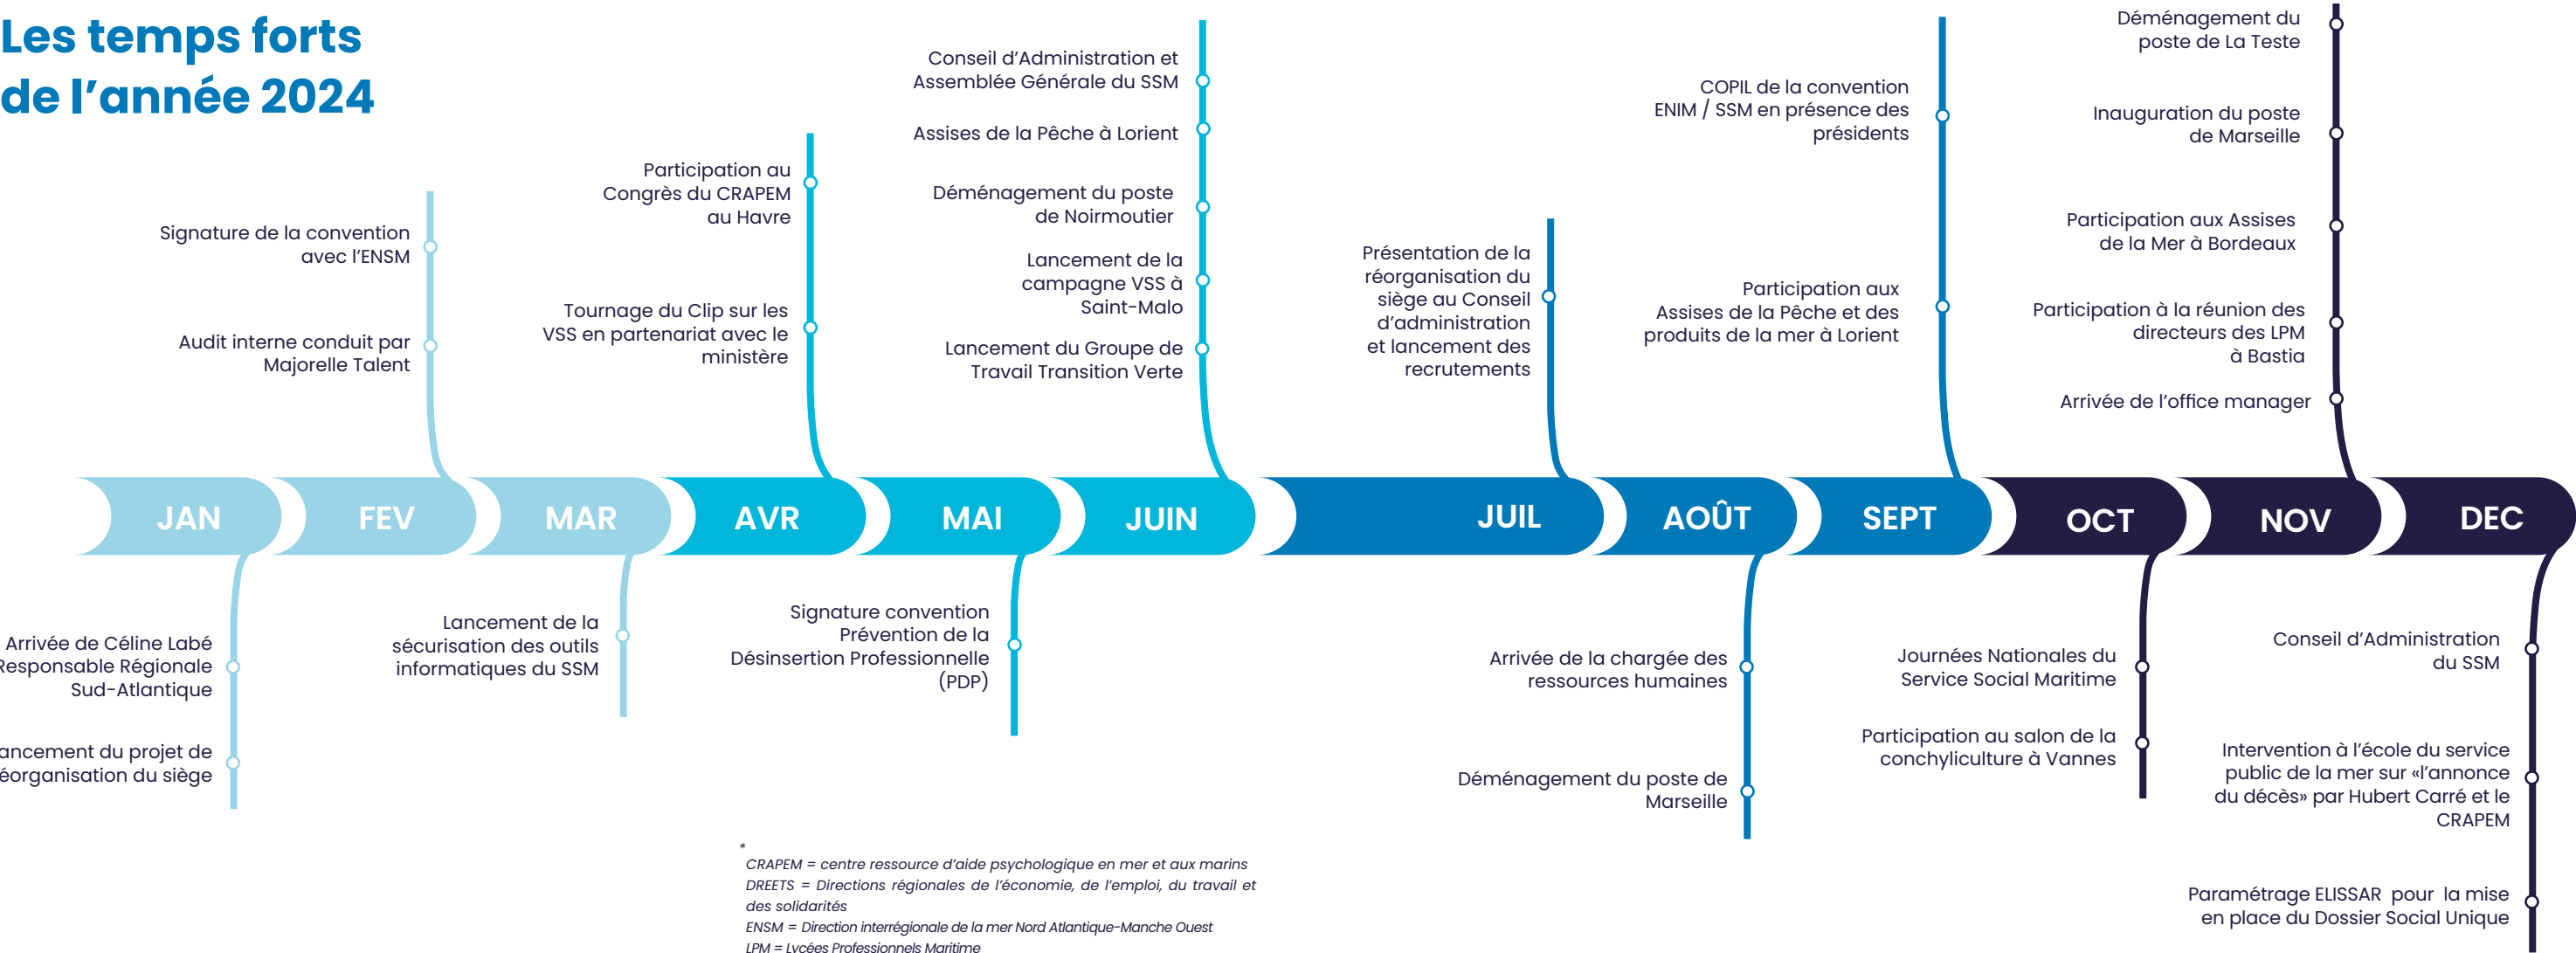 Les temps forts
de l'année 2024
Signature de la convention
avec l'ENSM
Audit interne conduit par
Majorelle Talent
Participation au
Congrès du CRAPEM
au Havre
Tournage du Clip sur les
VSS en partenariat avec le
ministère
Conseil d'Administration et
Assemblée Générale du SSM
Assises de la Pêche à Lorient
Déménagement du poste
de Noirmoutier
Lancement de la
campagne VSS à
Saint-Malo
Lancement du Groupe de
Travail Transition Verte
Présentation de la
réorganisation du
siège au Conseil
d'administration
et lancement des
recrutements
COPIL de la convention
ENIM / SSM en présence des
présidents
Participation aux
Assises de la Pêche et des
produits de la mer à Lorient
Déménagement du
poste de La Teste
Inauguration du poste
de Marseille
Participation aux Assises
de la Mer à Bordeaux
Participation à la réunion des
directeurs des LPM
à Bastia
Arrivée de l'office manager
JAN FEV MAR AVR MAI JUIN JUIL AOÛT SEPT OCT NOV DEC
Arrivée de Céline Labé
Responsable Régionale
Sud-Atlantique
ancement du projet de
éorganisation du siège
Lancement de la
sécurisation des outils
informatiques du SSM
Signature convention
Prévention de la
Désinsertion Professionnelle
(PDP)
Arrivée de la chargée des
ressources humaines
Déménagement du poste de
Marseille
Journées Nationales du
Service Social Maritime
Participation au salon de la
conchyliculture à Vannes
Conseil d'Administration
du SSM
Intervention à l'école du service
public de la mer sur «l'annonce
du décès» par Hubert Carré et le
CRAPEM
Paramétrage ELISSAR pour la mise
en place du Dossier Social Unique
*
CRAPEM = centre ressource d'aide psychologique en mer et aux marins
DREETS = Directions régionales de l'économie, de l'emploi, du travail et
des solidarités
ENSM = Direction interrégionale de la mer Nord Atlantique-Manche Ouest
LPM = Lycées Professionnels Maritime